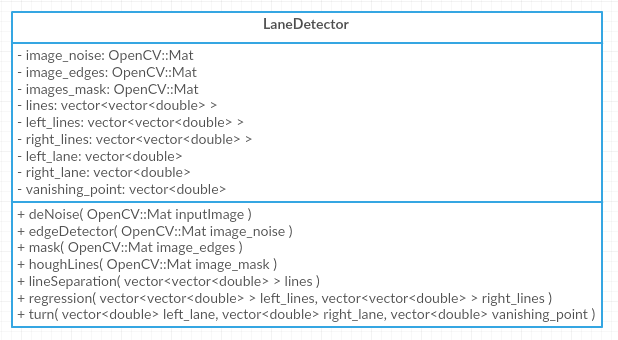 LaneDetector
- image_noise: OpenCV::Mat
- image_edges: OpenCV::Mat
- images_mask: OpenCV::Mat
- lines: vector<vector<double> >
- left_lines: vector<vector<double> >
- right_lines: vector<vector<double> >
- left_lane: vector<double>
- right_lane: vector<double>
- vanishing_point: vector<double>
+ deNoise( OpenCV::Mat inputImage )
+ edgeDetector( OpenCV::Mat image_noise )
+ mask( OpenCV::Mat image_edges )
+ houghLines( OpenCV::Mat image_mask )
+ lineSeparation( vector<vector<double> > lines )
+ regression( vector<vector<double> > left_lines, vector<vector<double> > right_lines )
+ turn( vector<double> left_lane, vector<double> right_lane, vector<double> vanishing_point )